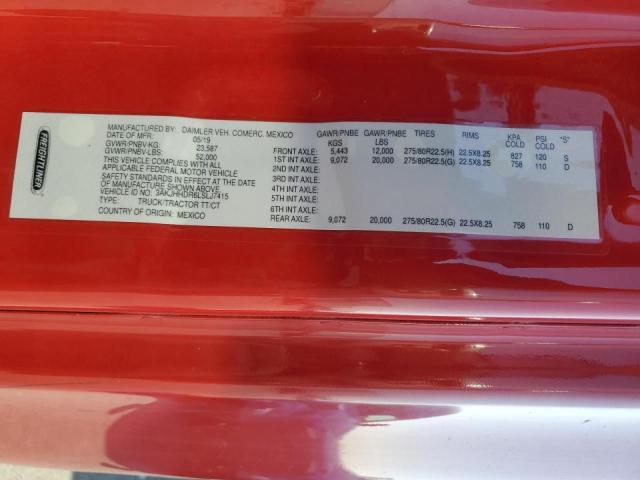 FREIGHTLINER
MANUFACTURED BY: DAIMLER VEH. COMERC. MEXICO
DATE OF MFR: 05/19
GVWR/PNBV-KG: 23,587
GVWR/PNBV-LBS: 52,000
THIS VEHICLE COMPLIES WITH ALL
APPLICABLE FEDERAL MOTOR VEHICLE
SAFETY STANDARDS IN EFFECT ON THE
DATE OF MANUFACTURE
VEHICLE ID NO.: 3AKJHHDR6LSLJ7415
TYPE: TRUCK/TRACTOR TT/CT
COUNTRY OF ORIGIN: MEXICO
GAWR/PNBE KGS GAWR/PNBE LBS TIRES RIMS KPA COLD PSI COLD "S"
FRONT AXLE: 5,443 12,000 275/80R22.5(H) 22.5X8.25 827 120 S
1ST INT AXLE: 9,072 20,000 275/80R22.5(G) 22.5X8.25 758 110 D
2ND INT AXLE:
3RD INT AXLE:
4TH INT AXLE:
5TH INT AXLE:
6TH INT AXLE:
REAR AXLE: 9,072 20,000 275/80R22.5(G) 22.5X8.25 758 110 D